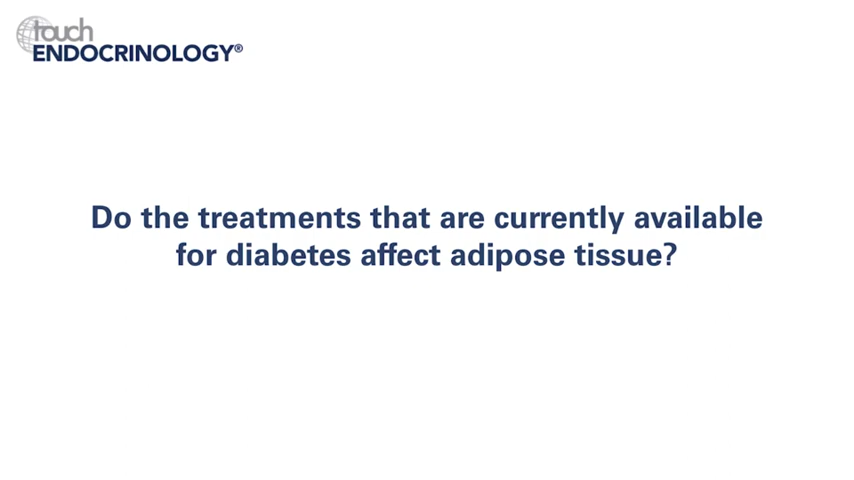 touch
ENDOCRINOLOGY®
Do the treatments that are currently available
for diabetes affect adipose tissue?